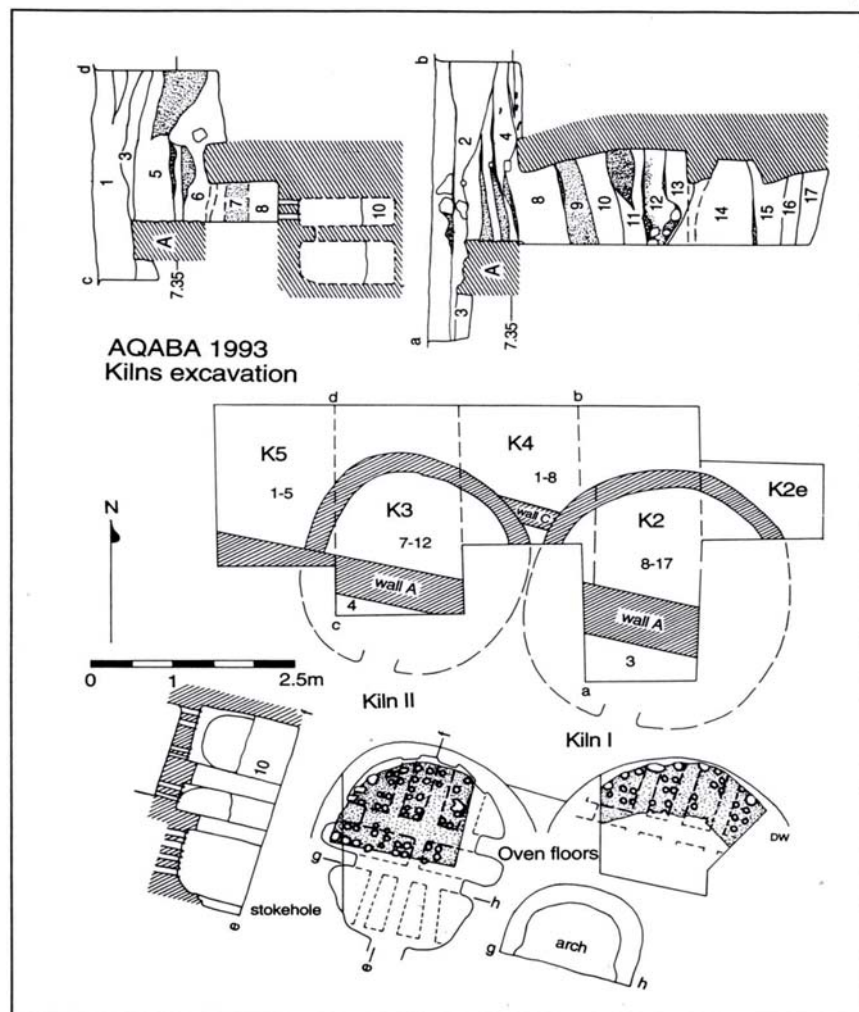 d
1
3
5
6
7
8
10
A
c
7.35
b
2
4
8
9
10
11
12
13
14
15
16
17
A
3
a
7.35
AQABA 1993
Kilns excavation
d
b
K5
1-5
K3
7-12
K4
1-8
wall C
K2
8-17
K2e
N
wall A
4
c
wall A
3
a
0 1 2.5m
Kiln II
Kiln I
f
10
e
stokehole
f
g
h
e
Oven floors
DW
g
arch
h